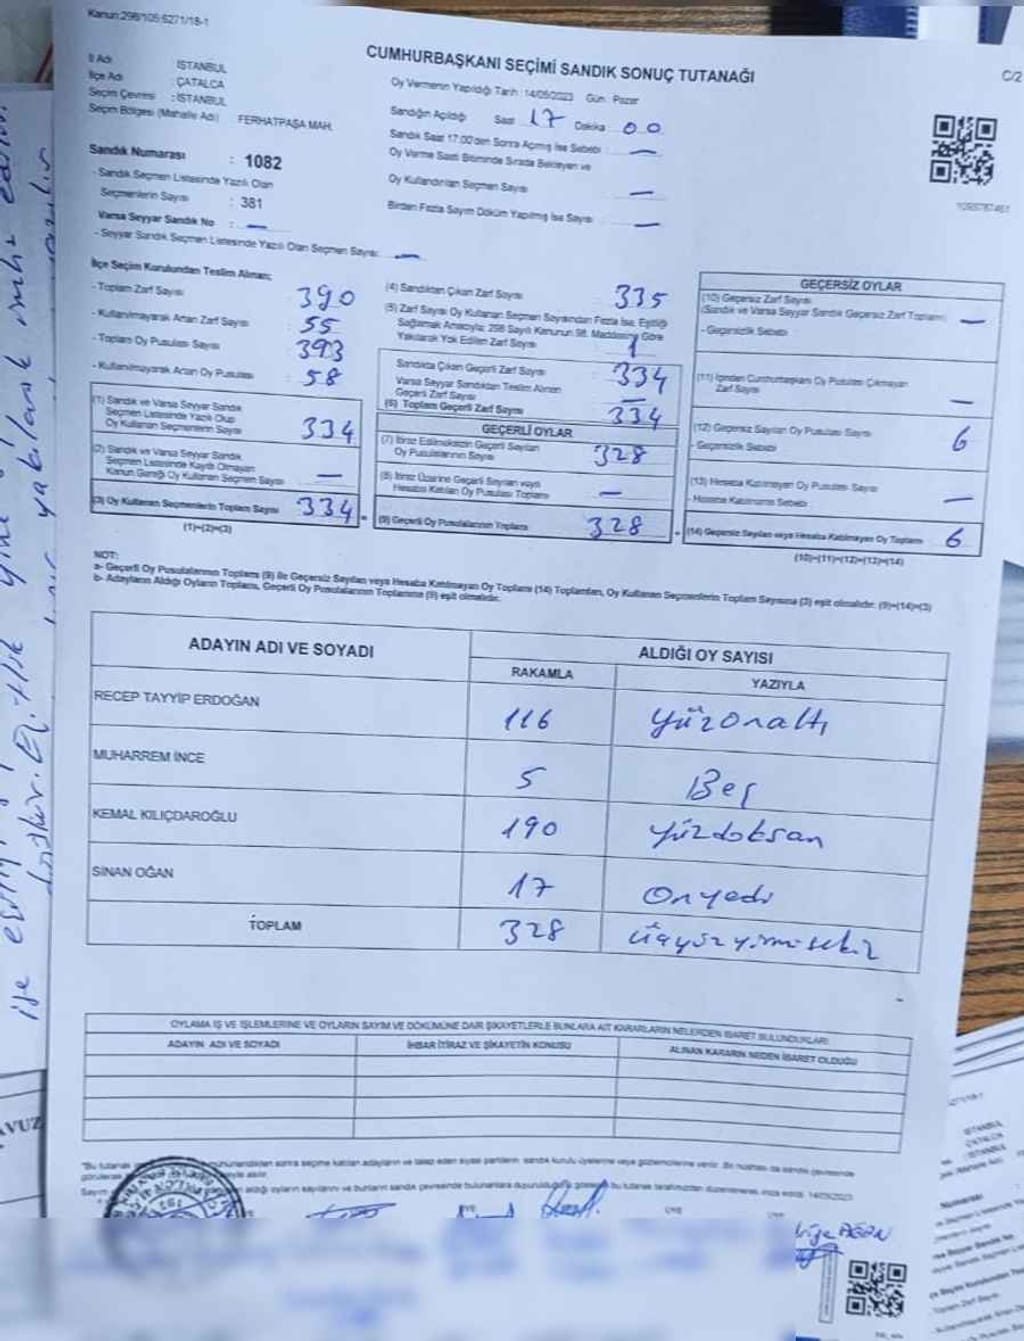 Kanun:298/105:6271/18-1
CUMHURBAŞKANI SEÇİMİ SANDIK SONUÇ TUTANAĞI
C/2
İl Adı İSTANBUL
İlçe Adı : ÇATALCA
Seçim Çevresi : İSTANBUL
Seçim Bölgesi (Mahalle Adı) FERHATPAŞA MAH.
Sandık Numarası : 1082
- Sandık Seçmen Listesinde Yazılı Olan
Seçmenlerin Sayısı : 381
Varsa Seyyar Sandık No : —
- Seyyar Sandık Seçmen Listesinde Yazılı Olan Seçmen Sayısı: —
Oy Vermenin Yapıldığı Tarih : 14/05/2023 Gün : Pazar
Sandığın Açıldığı Saat : 17 Dakika : 00
Sandık Saat 17:00'den Sonra Açılmış İse Sebebi : —
Oy Verme Saati Bitiminde Sırada Bekleyen ve
Oy Kullandırılan Seçmen Sayısı —
Birden Fazla Sayım Döküm Yapılmış İse Sayısı : —
İlçe Seçim Kurulundan Teslim Alınan;
- Toplam Zarf Sayısı : 390
- Kullanılmayarak Artan Zarf Sayısı : 55
- Toplam Oy Pusulası Sayısı : 393
- Kullanılmayarak Artan Oy Pusulası : 58
(1) Sandık ve Varsa Seyyar Sandık
Seçmen Listesinde Yazılı Olup
Oy Kullanan Seçmenlerin Sayısı : 334
(2) Sandık ve Varsa Seyyar Sandık
Seçmen Listesinde Kayıtlı Olmayan
Kanun Gereği Oy Kullanan Seçmen Sayısı : —
(3) Oy Kullanan Seçmenlerin Toplam Sayısı : 334
(1)+(2)=(3)
(4) Sandıktan Çıkan Zarf Sayısı : 335
(5) Zarf Sayısı Oy Kullanan Seçmen Sayısından Fazla İse, Eşitliği
Sağlamak Amacıyla; 298 Sayılı Kanunun 98. Maddesine Göre
Yakılarak Yok Edilen Zarf Sayısı : 1
Sandıkta Çıkan Geçerli Zarf Sayısı : 334
Varsa Seyyar Sandıktan Teslim Alınan
Geçerli Zarf Sayısı : —
(6) Toplam Geçerli Zarf Sayısı : 334
GEÇERLİ OYLAR
(7) İtiraz Edilmeksizin Geçerli Sayılan
Oy Pusulalarının Sayısı : 328
(8) İtiraz Üzerine Geçerli Sayılan veya
Hesaba Katılan Oy Pusulası Toplamı : —
(9) Geçerli Oy Pusulalarının Toplamı : 328
GEÇERSİZ OYLAR
(10) Geçersiz Zarf Sayısı
(Sandık ve Varsa Seyyar Sandık Geçersiz Zarf Toplamı) —
- Geçersizlik Sebebi :
(11) İçinden Cumhurbaşkanı Oy Pusulası Çıkmayan
Zarf Sayısı —
(12) Geçersiz Sayılan Oy Pusulası Sayısı 6
- Geçersizlik Sebebi :
(13) Hesaba Katılmayan Oy Pusulası Sayısı —
- Hesaba Katılmama Sebebi :
(14) Geçersiz Sayılan veya Hesaba Katılmayan Oy Toplamı 6
(10)+(11)+(12)+(13)=(14)
NOT:
a- Geçerli Oy Pusulalarının Toplamı (9) ile Geçersiz Sayılan veya Hesaba Katılmayan Oy Toplamı (14) Toplamları, Oy Kullanan Seçmenlerin Toplam Sayısına (3) eşit olmalıdır. (9)+(14)=(3)
b- Adayların Aldığı Oyların Toplamı, Geçerli Oy Pusulalarının Toplamına (9) eşit olmalıdır.
ADAYIN ADI VE SOYADI
ALDIĞI OY SAYISI
RAKAMLA YAZIYLA
RECEP TAYYİP ERDOĞAN 116 Yüzonaltı
MUHARREM İNCE 5 Beş
KEMAL KILIÇDAROĞLU 190 Yüzdoksan
SİNAN OĞAN 17 Onyedi
TOPLAM 328 Üçyüzyirmisekiz
OYLAMA İŞ VE İŞLEMLERİNE VE OYLARIN SAYIM VE DÖKÜMÜNE DAİR ŞİKAYETLERLE BUNLARA AİT KARARLARIN NELERDEN İBARET BULUNDUKLARI
ADAYIN ADI VE SOYADI
İHBAR İTİRAZ VE ŞİKAYETİN KONUSU
ALINAN KARARIN NEDEN İBARET OLDUĞU